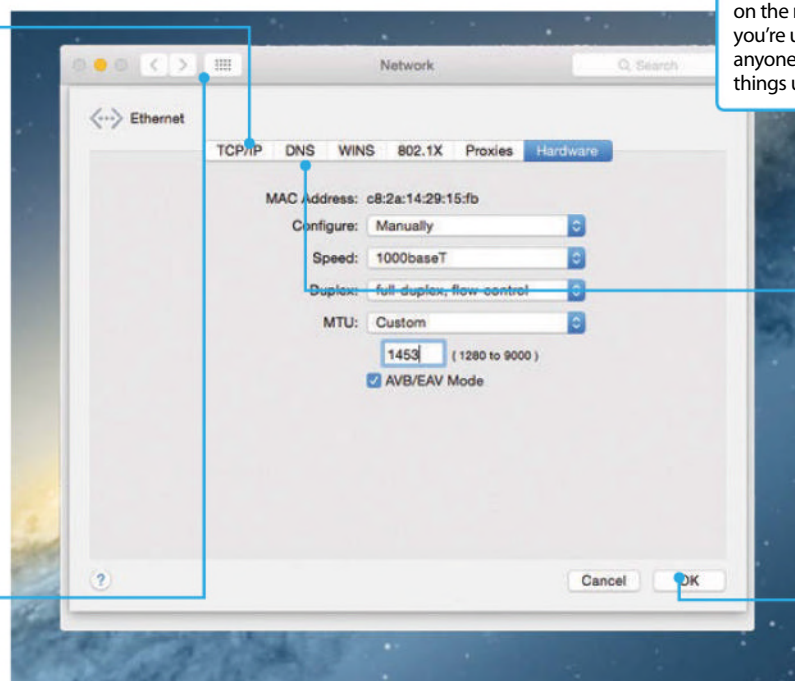 on the
you're
anyone
things
Network
Search
Ethernet
TCP/IP DNS WINS 802.1X Proxies Hardware
MAC Address: c8:2a:14:29:15:fb
Configure: Manually
Speed: 1000baseT
Duplex: full-duplex, flow-control
MTU: Custom
1453 (1280 to 9000)
AVB/EAV Mode
?
Cancel OK